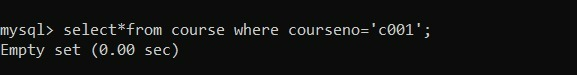 mysql> select*from course where courseno='c001';
Empty set (0.00 sec)